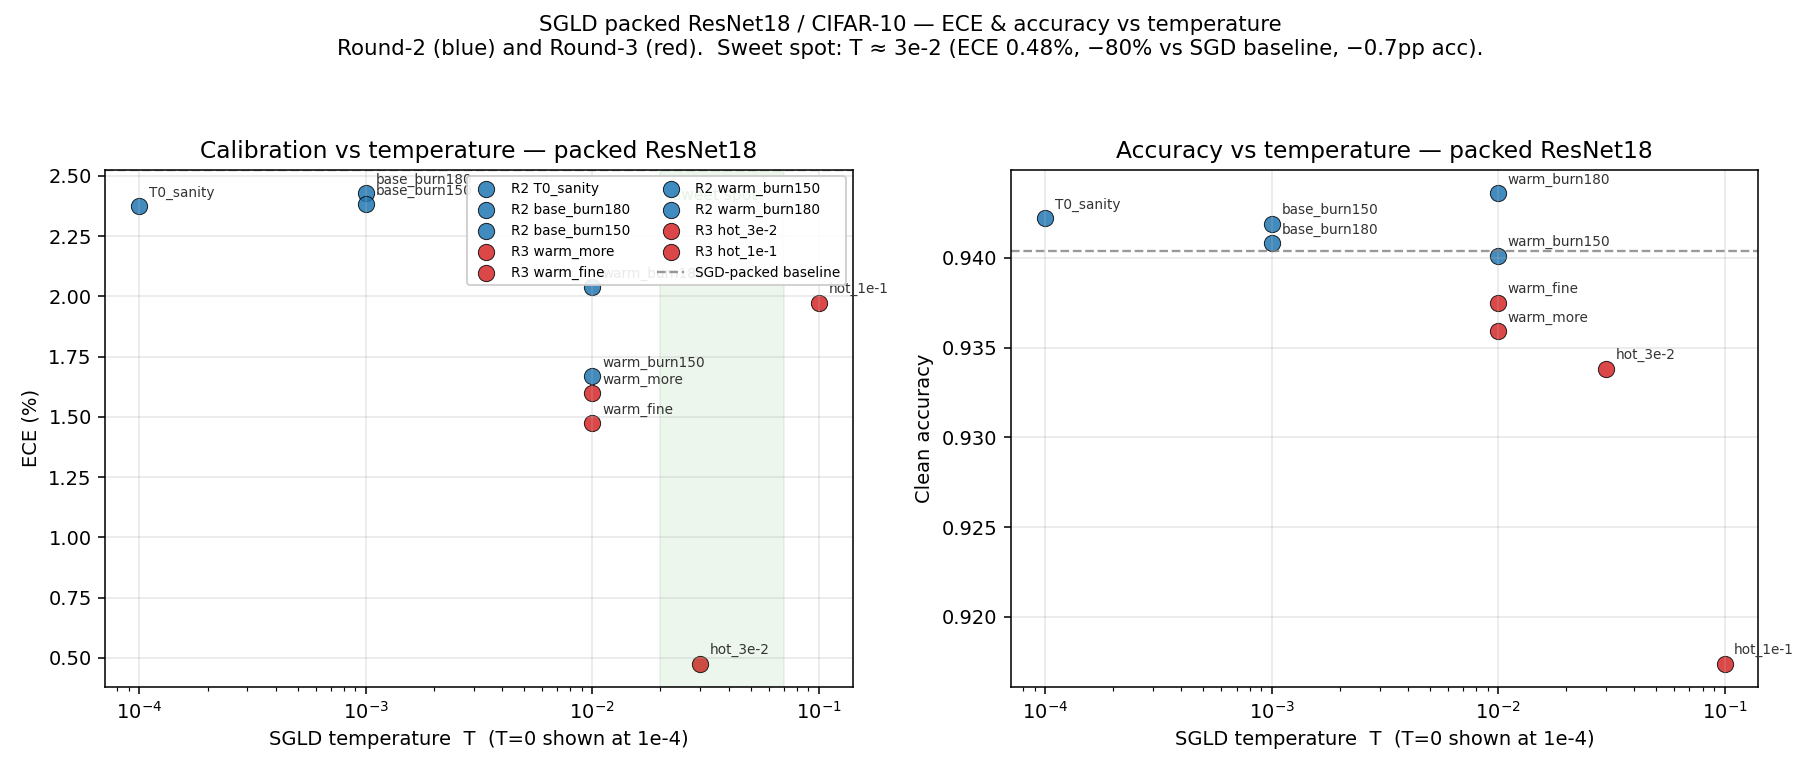 SGLD packed ResNet18 / CIFAR-10 — ECE & accuracy vs temperature
Round-2 (blue) and Round-3 (red).  Sweet spot: T ≈ 3e-2 (ECE 0.48%, −80% vs SGD baseline, −0.7pp acc).
Calibration vs temperature — packed ResNet18
ECE (%)
2.50
2.25
2.00
1.75
1.50
1.25
1.00
0.75
0.50
T0_sanity
base_burn180
base_burn150
R2 T0_sanity
R2 base_burn180
R2 base_burn150
R3 warm_more
R3 warm_fine
R2 warm_burn150
R2 warm_burn180
R3 hot_3e-2
R3 hot_1e-1
SGD-packed baseline
hot_1e-1
warm_burn150
warm_more
warm_fine
hot_3e-2
10⁻⁴ 10⁻³ 10⁻² 10⁻¹
SGLD temperature  T  (T=0 shown at 1e-4)
Accuracy vs temperature — packed ResNet18
Clean accuracy
0.940
0.935
0.930
0.925
0.920
T0_sanity
base_burn150
base_burn180
warm_burn180
warm_burn150
warm_fine
warm_more
hot_3e-2
hot_1e-1
10⁻⁴ 10⁻³ 10⁻² 10⁻¹
SGLD temperature  T  (T=0 shown at 1e-4)